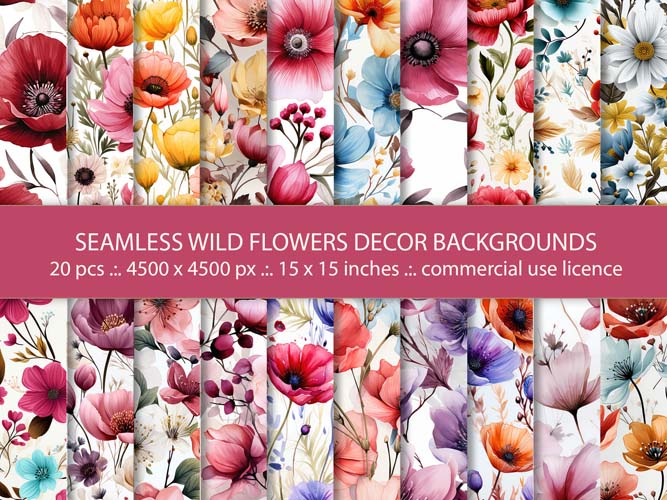 SEAMLESS WILD FLOWERS DECOR BACKGROUNDS
20 pcs .:. 4500 x 4500 px .:. 15 x 15 inches .:. commercial use licence